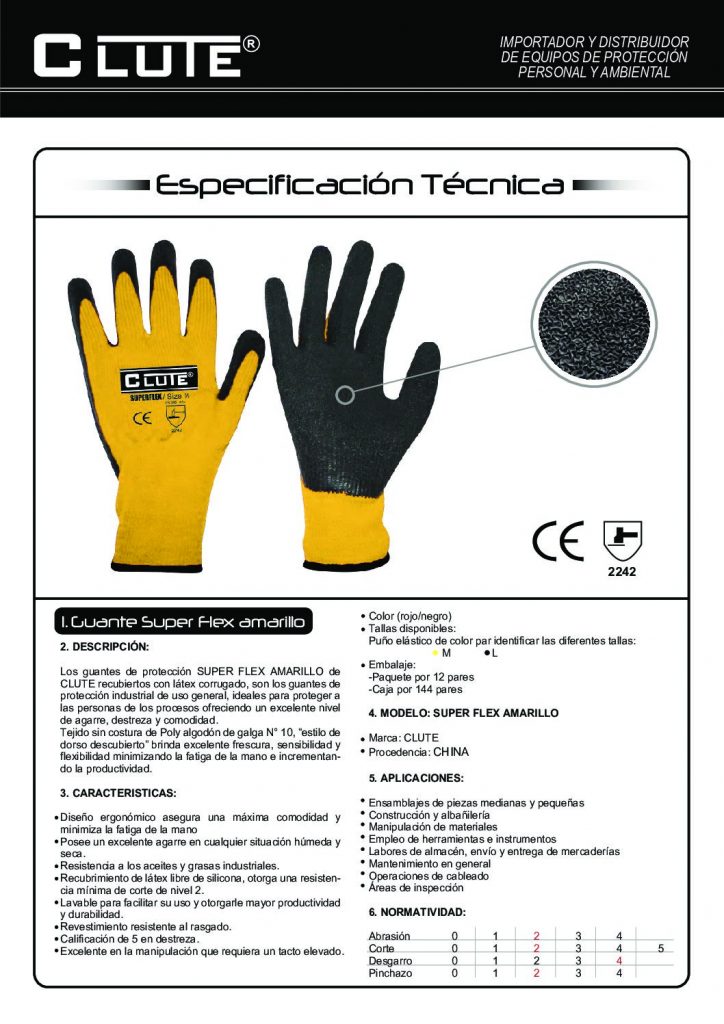 CLUTE®
IMPORTADOR Y DISTRIBUIDOR
DE EQUIPOS DE PROTECCIÓN
PERSONAL Y AMBIENTAL
Especificación Técnica
CLUTE®
SUPERFLEX / Size
CE
2242
CE
2242
1. Guante Super Flex amarillo
2. DESCRIPCIÓN:
Los guantes de protección SUPER FLEX AMARILLO de
CLUTE recubiertos con látex corrugado, son los guantes de
protección industrial de uso general, ideales para proteger a
las personas de los procesos ofreciendo un excelente nivel
de agarre, destreza y comodidad.
Tejido sin costura de Poly algodón de galga N° 10, "estilo de
dorso descubierto" brinda excelente frescura, sensibilidad y
flexibilidad minimizando la fatiga de la mano e incrementan-
do la productividad.
3. CARACTERISTICAS:
• Diseño ergonómico asegura una máxima comodidad y
minimiza la fatiga de la mano
• Posee un excelente agarre en cualquier situación húmeda y
seca.
• Resistencia a los aceites y grasas industriales.
• Recubrimiento de látex libre de silicona, otorga una resisten-
cia mínima de corte de nivel 2.
• Lavable para facilitar su uso y otorgarle mayor productividad
y durabilidad.
• Revestimiento resistente al rasgado.
• Calificación de 5 en destreza.
• Excelente en la manipulación que requiera un tacto elevado.
• Color (rojo/negro)
• Tallas disponibles:
Puño elástico de color par identificar las diferentes tallas:
• M • L
• Embalaje:
-Paquete por 12 pares
-Caja por 144 pares
4. MODELO: SUPER FLEX AMARILLO
• Marca: CLUTE
• Procedencia: CHINA
5. APLICACIONES:
• Ensamblajes de piezas medianas y pequeñas
• Construcción y albañilería
• Manipulación de materiales
• Empleo de herramientas e instrumentos
• Labores de almacén, envío y entrega de mercaderías
• Mantenimiento en general
• Operaciones de cableado
• Áreas de inspección
6. NORMATIVIDAD:
Abrasión 0 1 2 3 4
Corte 0 1 2 3 4 5
Desgarro 0 1 2 3 4
Pinchazo 0 1 2 3 4